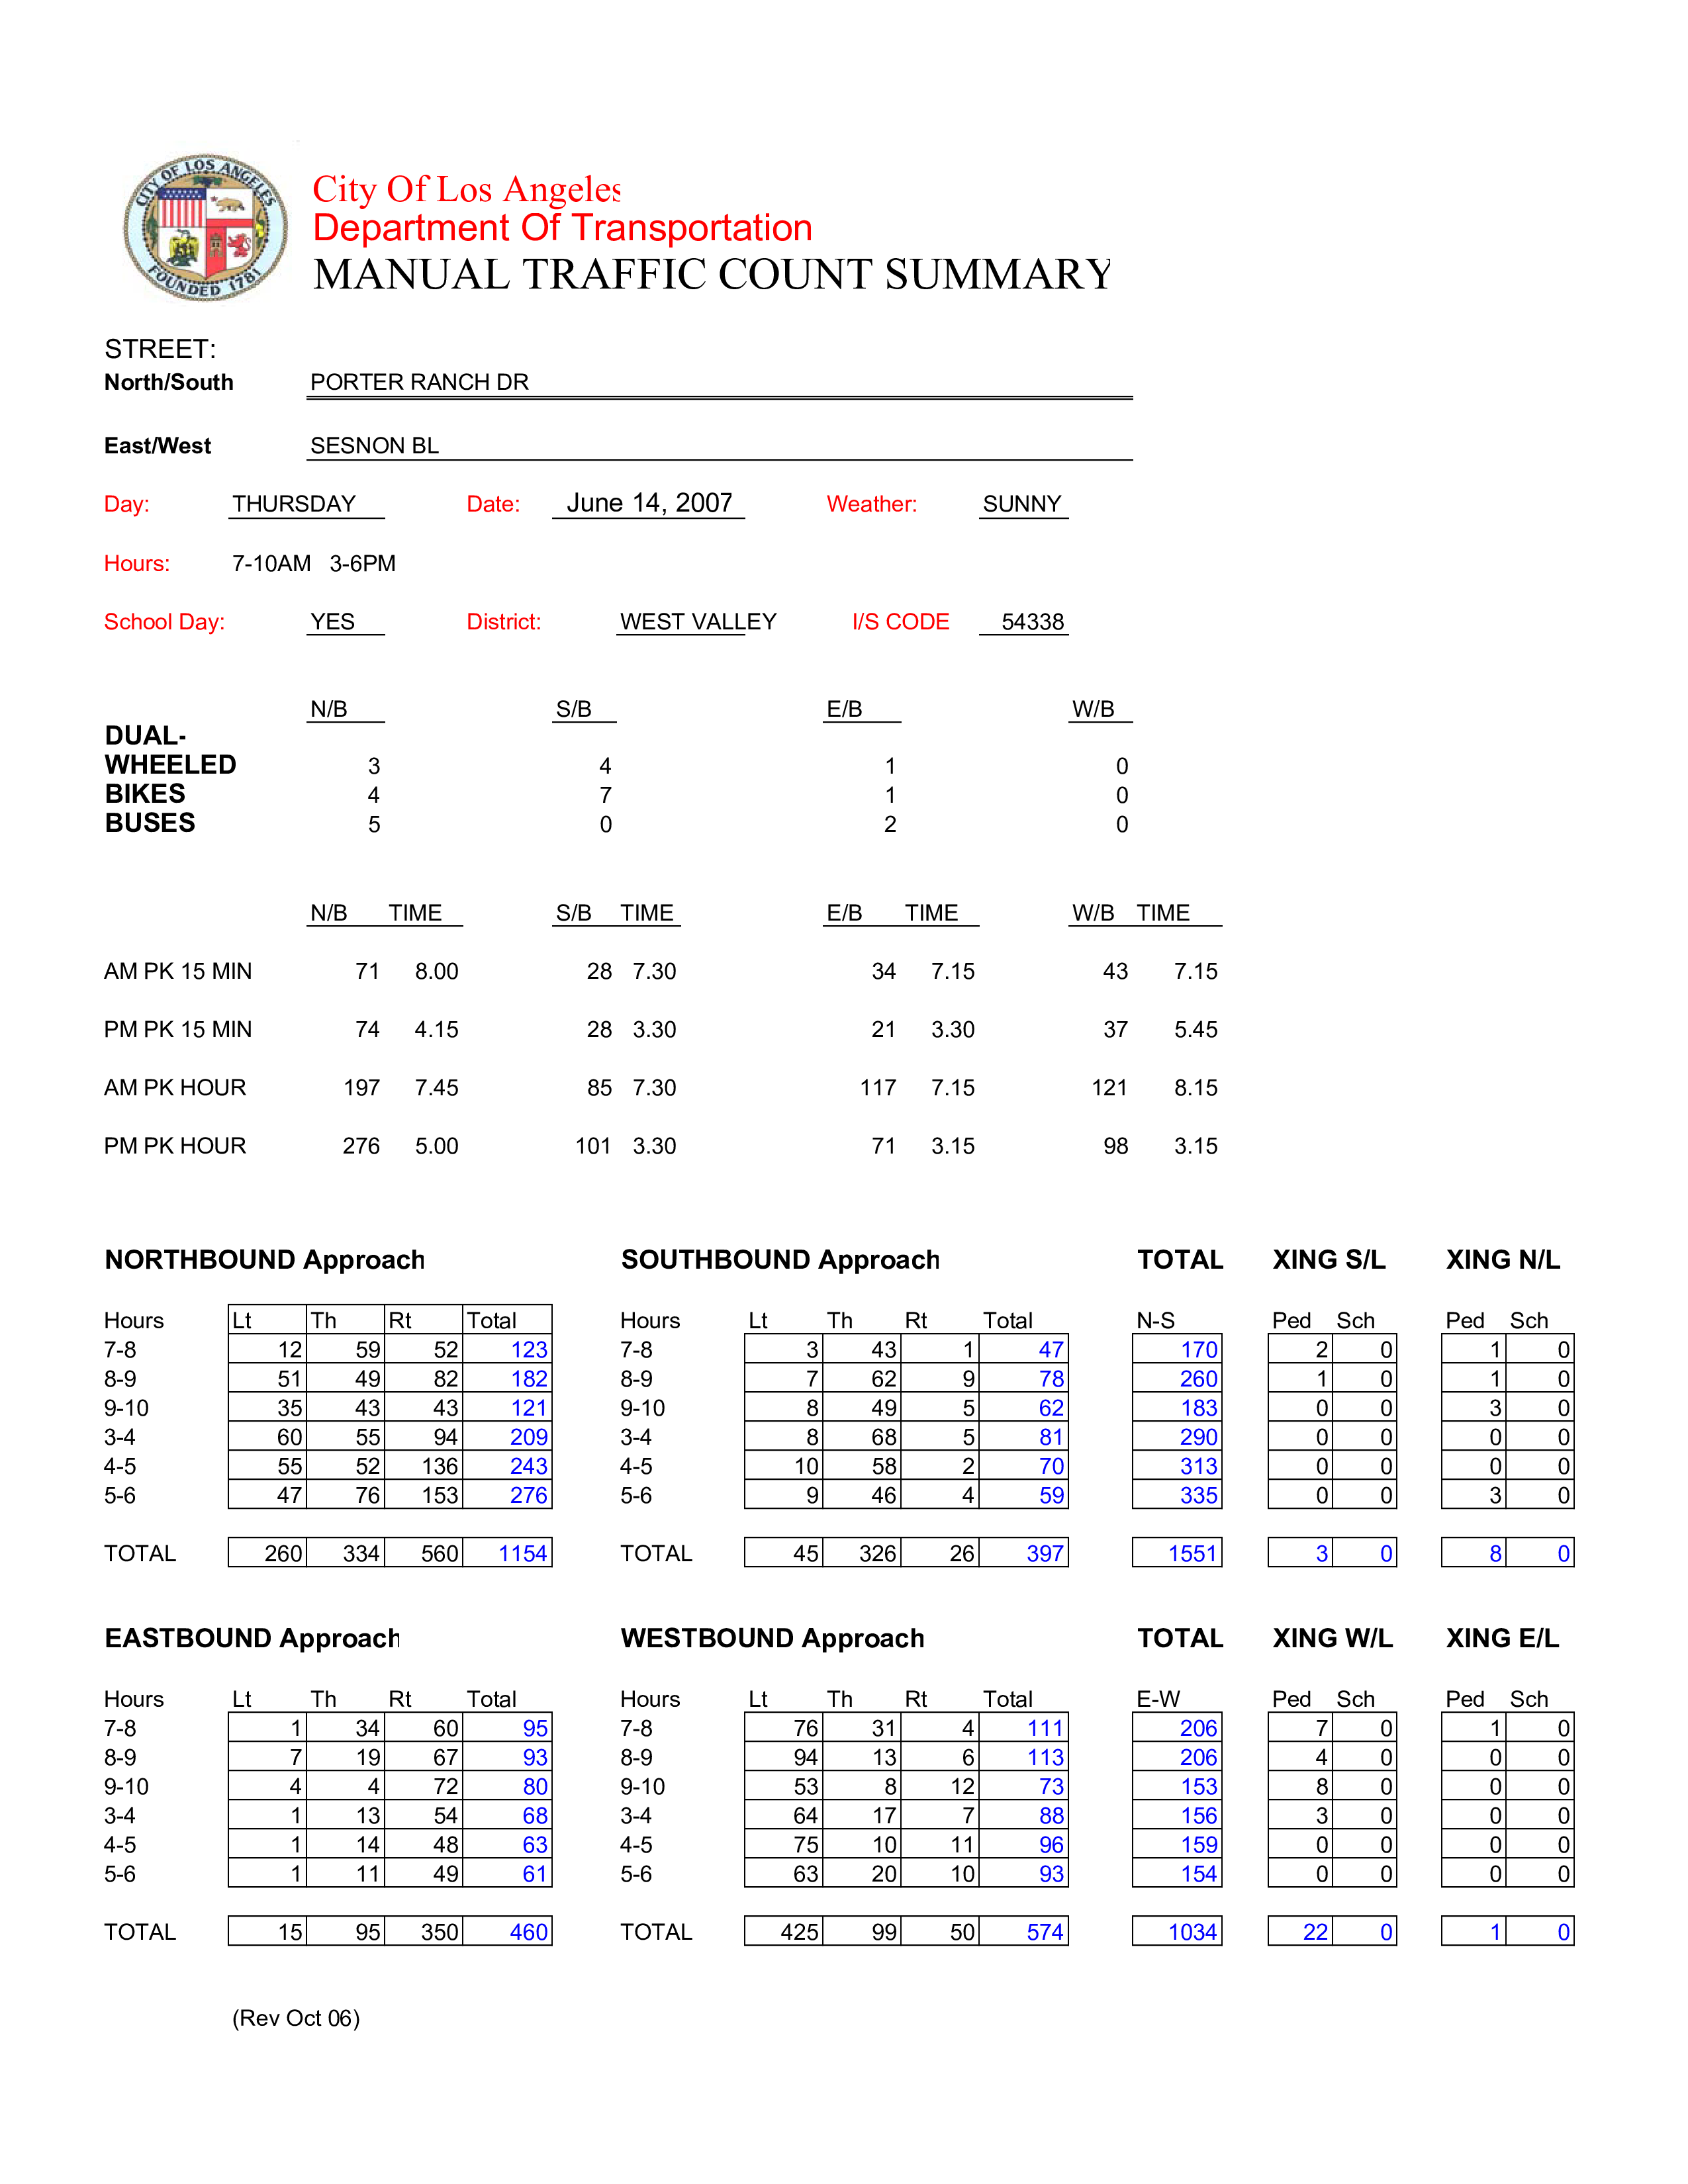 CITY OF LOS ANGELES
FOUNDED 1781
City Of Los Angeles
Department Of Transportation
MANUAL TRAFFIC COUNT SUMMARY
STREET:
North/South PORTER RANCH DR
East/West SESNON BL
Day: THURSDAY Date: June 14, 2007 Weather: SUNNY
Hours: 7-10AM 3-6PM
School Day: YES District: WEST VALLEY I/S CODE 54338
N/B S/B E/B W/B
DUAL-
WHEELED 3 4 1 0
BIKES 4 7 1 0
BUSES 5 0 2 0
N/B TIME S/B TIME E/B TIME W/B TIME
AM PK 15 MIN 71 8.00 28 7.30 34 7.15 43 7.15
PM PK 15 MIN 74 4.15 28 3.30 21 3.30 37 5.45
AM PK HOUR 197 7.45 85 7.30 117 7.15 121 8.15
PM PK HOUR 276 5.00 101 3.30 71 3.15 98 3.15
NORTHBOUND Approach SOUTHBOUND Approach TOTAL XING S/L XING N/L
Hours Lt Th Rt Total Hours Lt Th Rt Total N-S Ped Sch Ped Sch
7-8 12 59 52 123 7-8 3 43 1 47 170 2 0 1 0
8-9 51 49 82 182 8-9 7 62 9 78 260 1 0 1 0
9-10 35 43 43 121 9-10 8 49 5 62 183 0 0 3 0
3-4 60 55 94 209 3-4 8 68 5 81 290 0 0 0 0
4-5 55 52 136 243 4-5 10 58 2 70 313 0 0 0 0
5-6 47 76 153 276 5-6 9 46 4 59 335 0 0 3 0
TOTAL 260 334 560 1154 TOTAL 45 326 26 397 1551 3 0 8 0
EASTBOUND Approach WESTBOUND Approach TOTAL XING W/L XING E/L
Hours Lt Th Rt Total Hours Lt Th Rt Total E-W Ped Sch Ped Sch
7-8 1 34 60 95 7-8 76 31 4 111 206 7 0 1 0
8-9 7 19 67 93 8-9 94 13 6 113 206 4 0 0 0
9-10 4 4 72 80 9-10 53 8 12 73 153 8 0 0 0
3-4 1 13 54 68 3-4 64 17 7 88 156 3 0 0 0
4-5 1 14 48 63 4-5 75 10 11 96 159 0 0 0 0
5-6 1 11 49 61 5-6 63 20 10 93 154 0 0 0 0
TOTAL 15 95 350 460 TOTAL 425 99 50 574 1034 22 0 1 0
(Rev Oct 06)